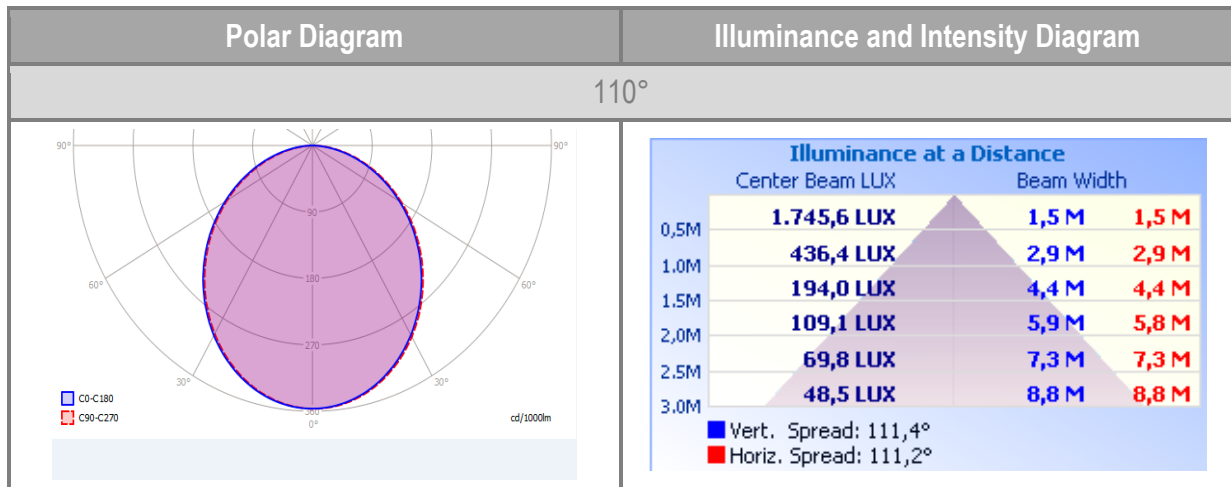 Polar Diagram
Illuminance and Intensity Diagram
110°
90°
90°
90
180
270
360
60°
60°
30°
30°
0°
C0-C180
C90-C270
cd/1000lm
Illuminance at a Distance
Center Beam LUX Beam Width
0,5M 1.745,6 LUX 1,5 M 1,5 M
1.0M 436,4 LUX 2,9 M 2,9 M
1.5M 194,0 LUX 4,4 M 4,4 M
2,0M 109,1 LUX 5,9 M 5,8 M
2.5M 69,8 LUX 7,3 M 7,3 M
3.0M 48,5 LUX 8,8 M 8,8 M
Vert. Spread: 111,4°
Horiz. Spread: 111,2°